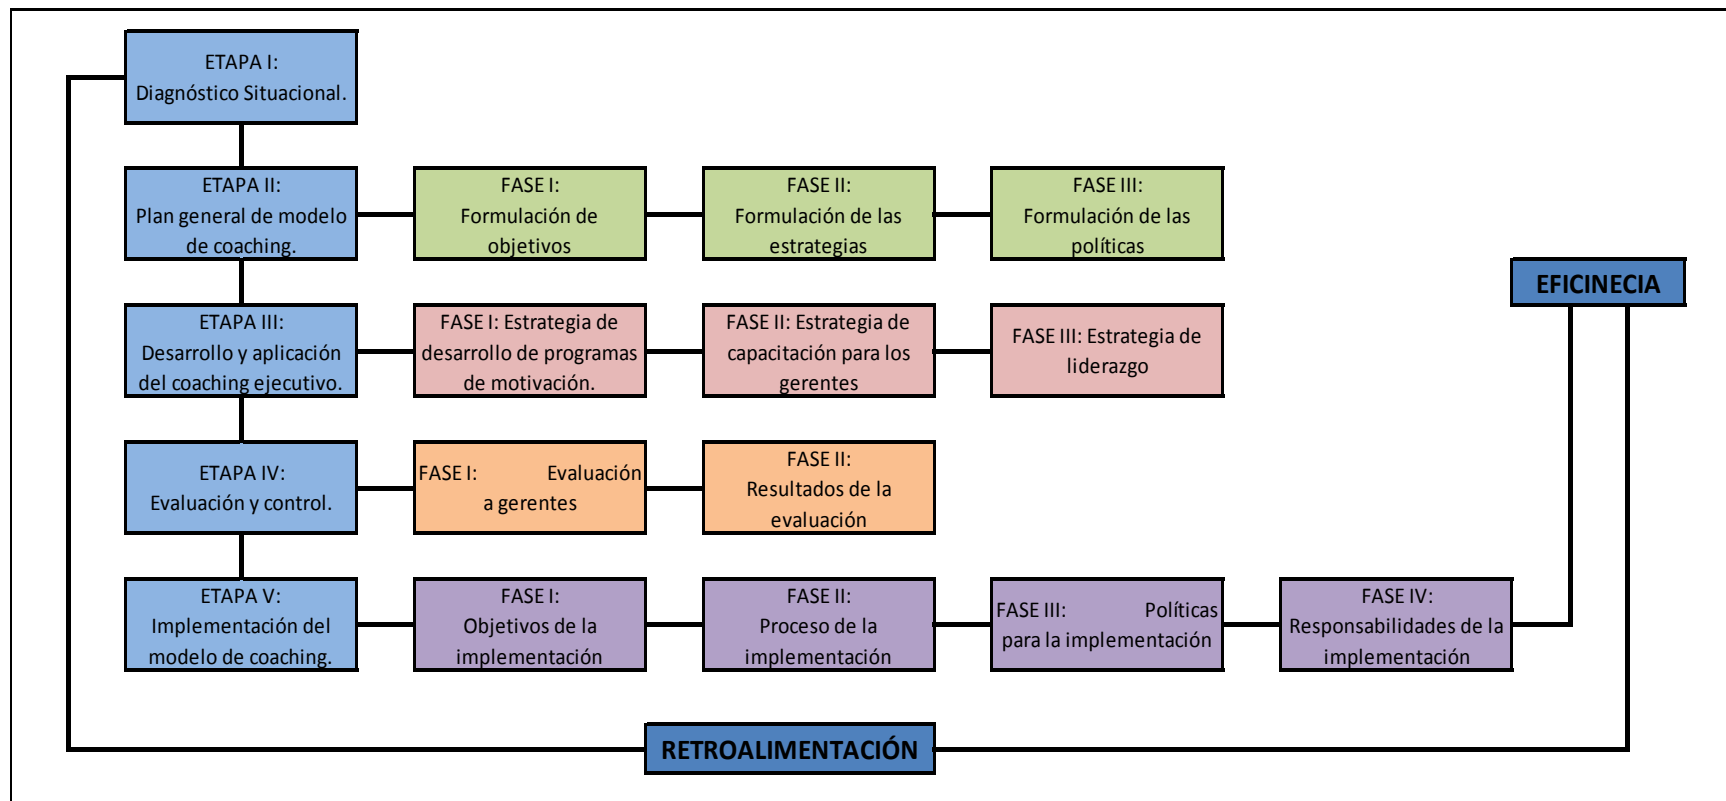 ETAPA I:
Diagnóstico Situacional.
ETAPA II:
Plan general de modelo
de coaching.
FASE I:
Formulación de
objetivos
FASE II:
Formulación de las
estrategias
FASE III:
Formulación de las
políticas
EFICINECIA
ETAPA III:
Desarrollo y aplicación
del coaching ejecutivo.
FASE I: Estrategia de
desarrollo de programas
de motivación.
FASE II: Estrategia de
capacitación para los
gerentes
FASE III: Estrategia de
liderazgo
ETAPA IV:
Evaluación y control.
FASE I: Evaluación
a gerentes
FASE II:
Resultados de la
evaluación
ETAPA V:
Implementación del
modelo de coaching.
FASE I:
Objetivos de la
implementación
FASE II:
Proceso de la
implementación
FASE III: Políticas
para la implementación
FASE IV:
Responsabilidades de la
implementación
RETROALIMENTACIÓN